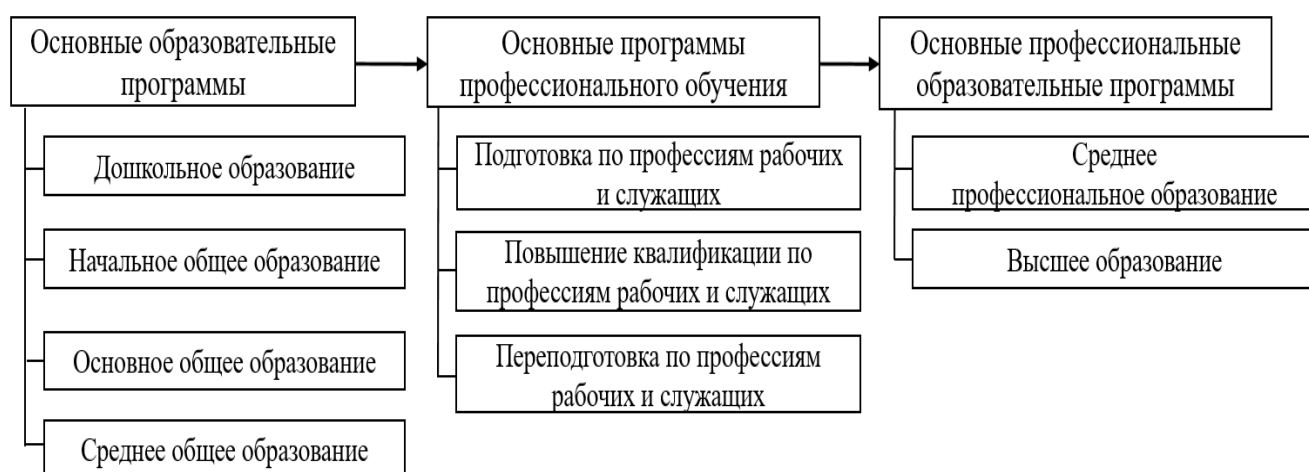 Основные образовательные
программы
Дошкольное образование
Начальное общее образование
Основное общее образование
Среднее общее образование
Основные программы
профессионального обучения
Подготовка по профессиям рабочих
и служащих
Повышение квалификации по
профессиям рабочих и служащих
Переподготовка по профессиям
рабочих и служащих
Основные профессиональные
образовательные программы
Среднее
профессиональное образование
Высшее образование